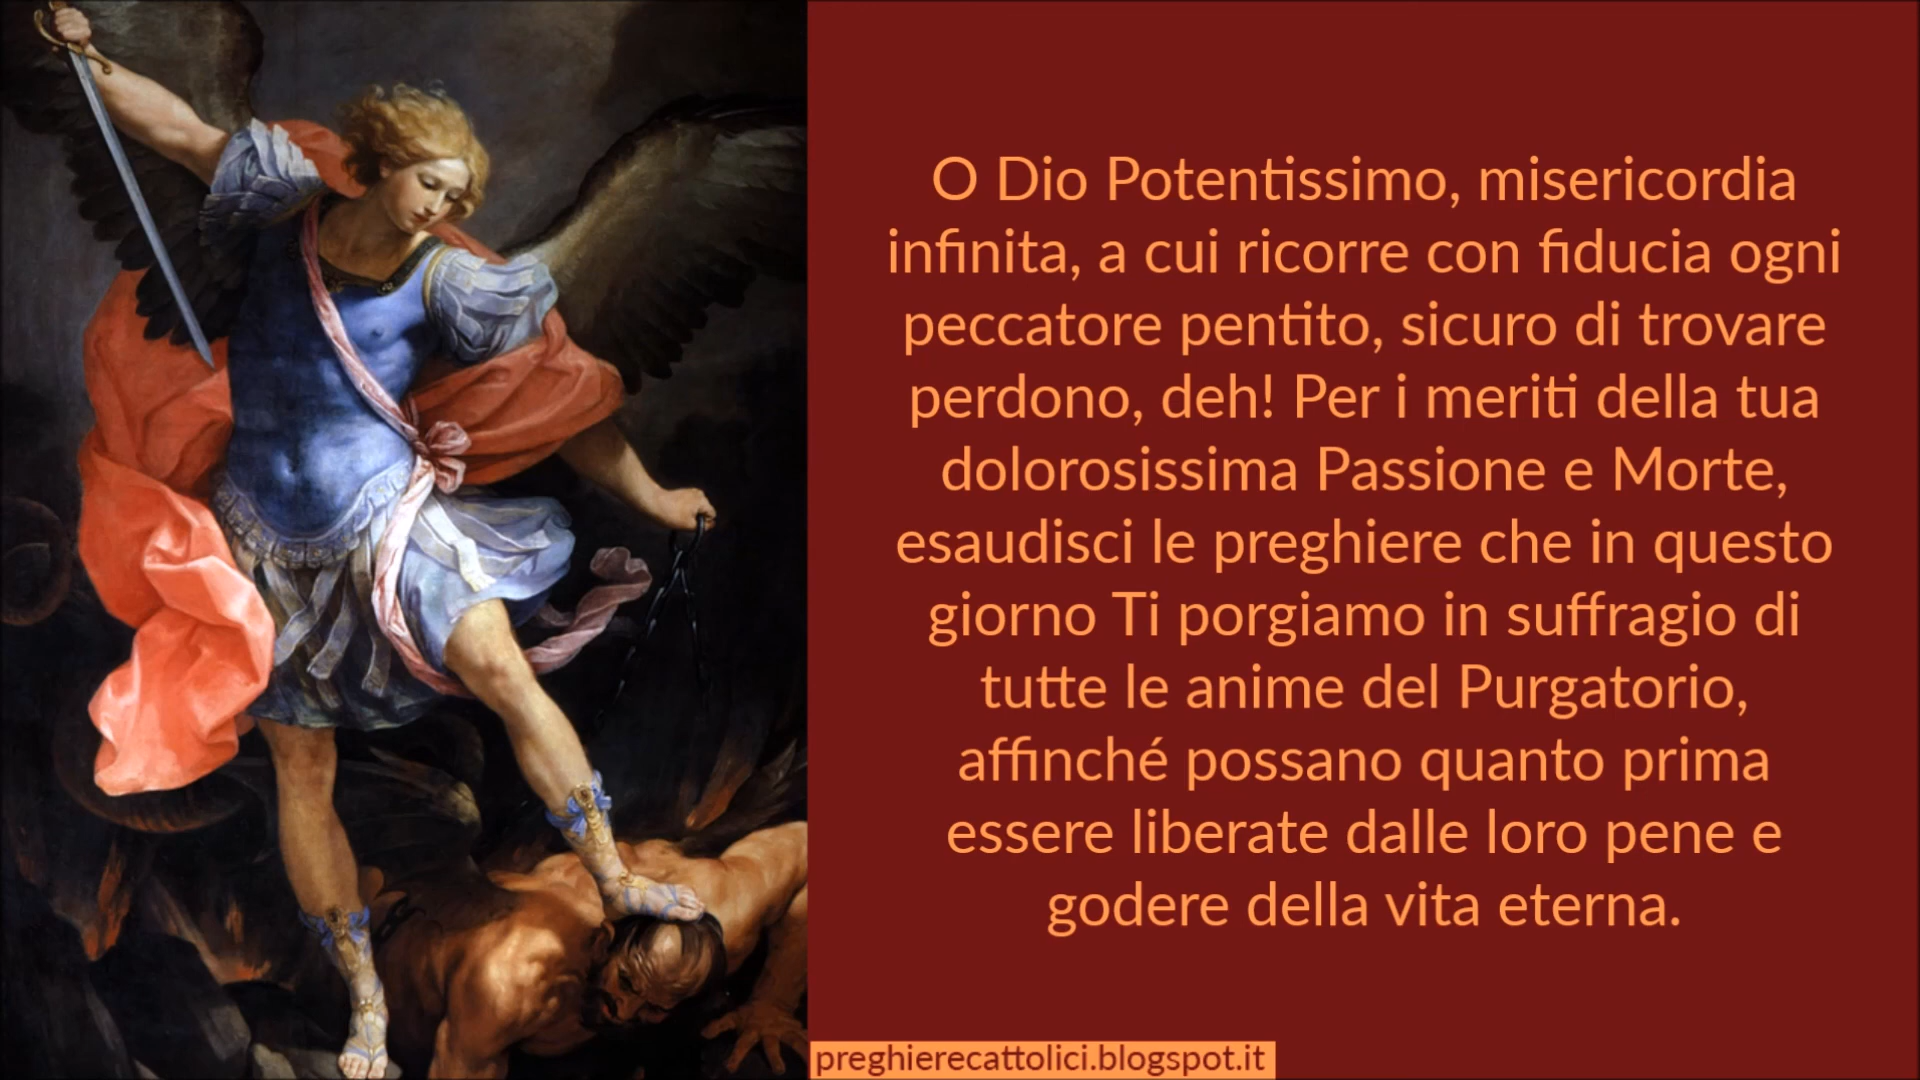 O Dio Potentissimo, misericordia
infinita, a cui ricorre con fiducia ogni
peccatore pentito, sicuro di trovare
perdono, deh! Per i meriti della tua
dolorosissima Passione e Morte,
esaudisci le preghiere che in questo
giorno Ti porgiamo in suffragio di
tutte le anime del Purgatorio,
affinché possano quanto prima
essere liberate dalle loro pene e
godere della vita eterna.
preghierecattolici.blogspot.it